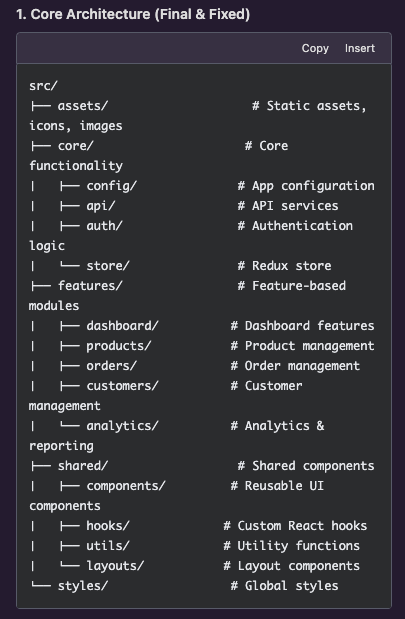 1. Core Architecture (Final & Fixed)
Copy Insert
src/
├── assets/ # Static assets,
icons, images
├── core/ # Core
functionality
| ├── config/ # App configuration
| ├── api/ # API services
| ├── auth/ # Authentication
logic
| └── store/ # Redux store
├── features/ # Feature-based
modules
| ├── dashboard/ # Dashboard features
| ├── products/ # Product management
| ├── orders/ # Order management
| ├── customers/ # Customer
management
| └── analytics/ # Analytics &
reporting
├── shared/ # Shared components
| ├── components/ # Reusable UI
components
| ├── hooks/ # Custom React hooks
| ├── utils/ # Utility functions
| └── layouts/ # Layout components
└── styles/ # Global styles